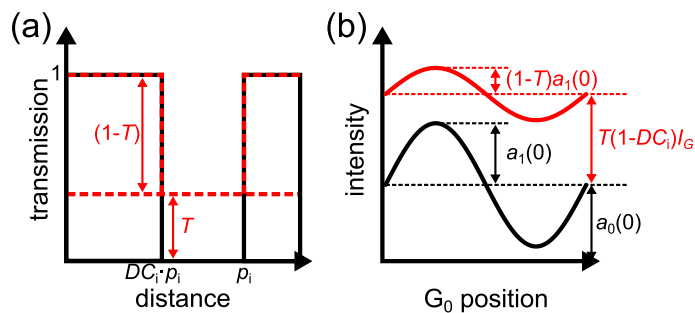 (a)
transmission
1
(1-T)
T
DCi·pi
pi
distance
(b)
intensity
(1-T)a1(0)
T(1-DCi)IG
a1(0)
a0(0)
G0 position